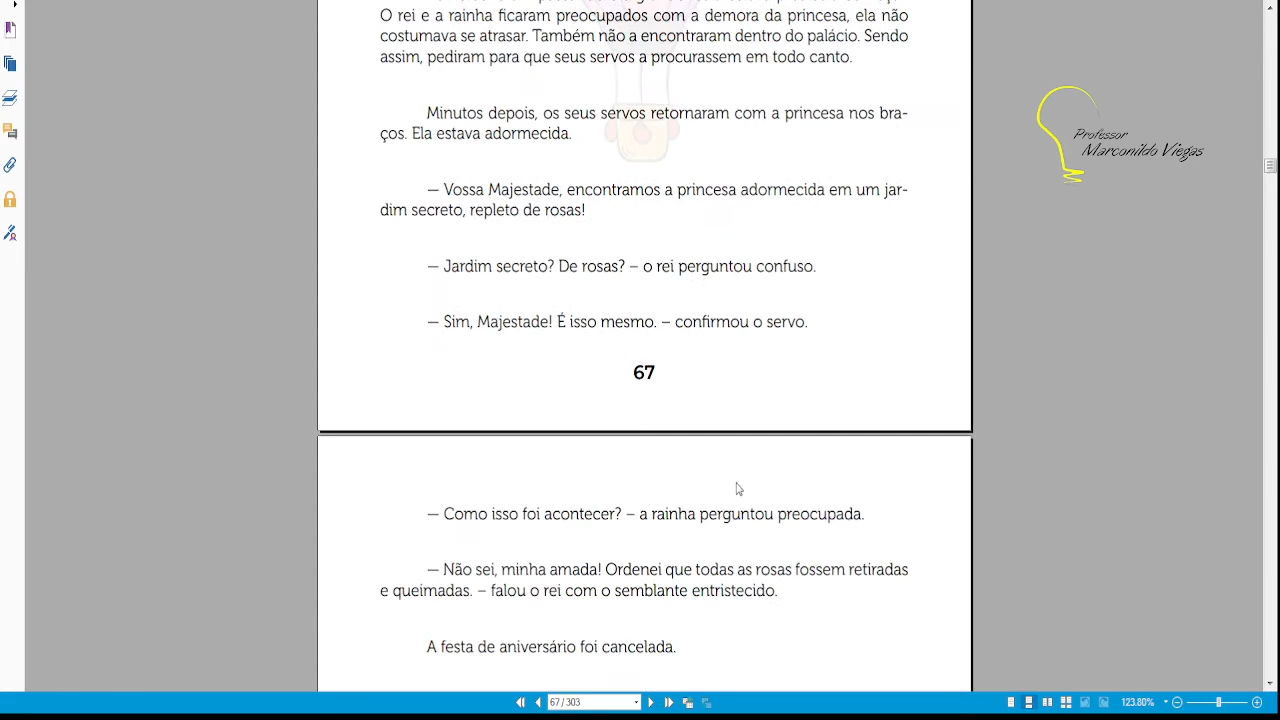 O rei e a rainha ficaram preocupados com a demora da princesa, ela não
costumava se atrasar. Também não a encontraram dentro do palácio. Sendo
assim, pediram para que seus servos a procurassem em todo canto.
Minutos depois, os seus servos retornaram com a princesa nos bra-
ços. Ela estava adormecida.
— Vossa Majestade, encontramos a princesa adormecida em um jar-
dim secreto, repleto de rosas!
— Jardim secreto? De rosas? – o rei perguntou confuso.
— Sim, Majestade! É isso mesmo. – confirmou o servo.
67
— Como isso foi acontecer? – a rainha perguntou preocupada.
— Não sei, minha amada! Ordenei que todas as rosas fossem retiradas
e queimadas. – falou o rei com o semblante entristecido.
A festa de aniversário foi cancelada.
Professor
Marconildo Viegas
67 / 303
123.80%